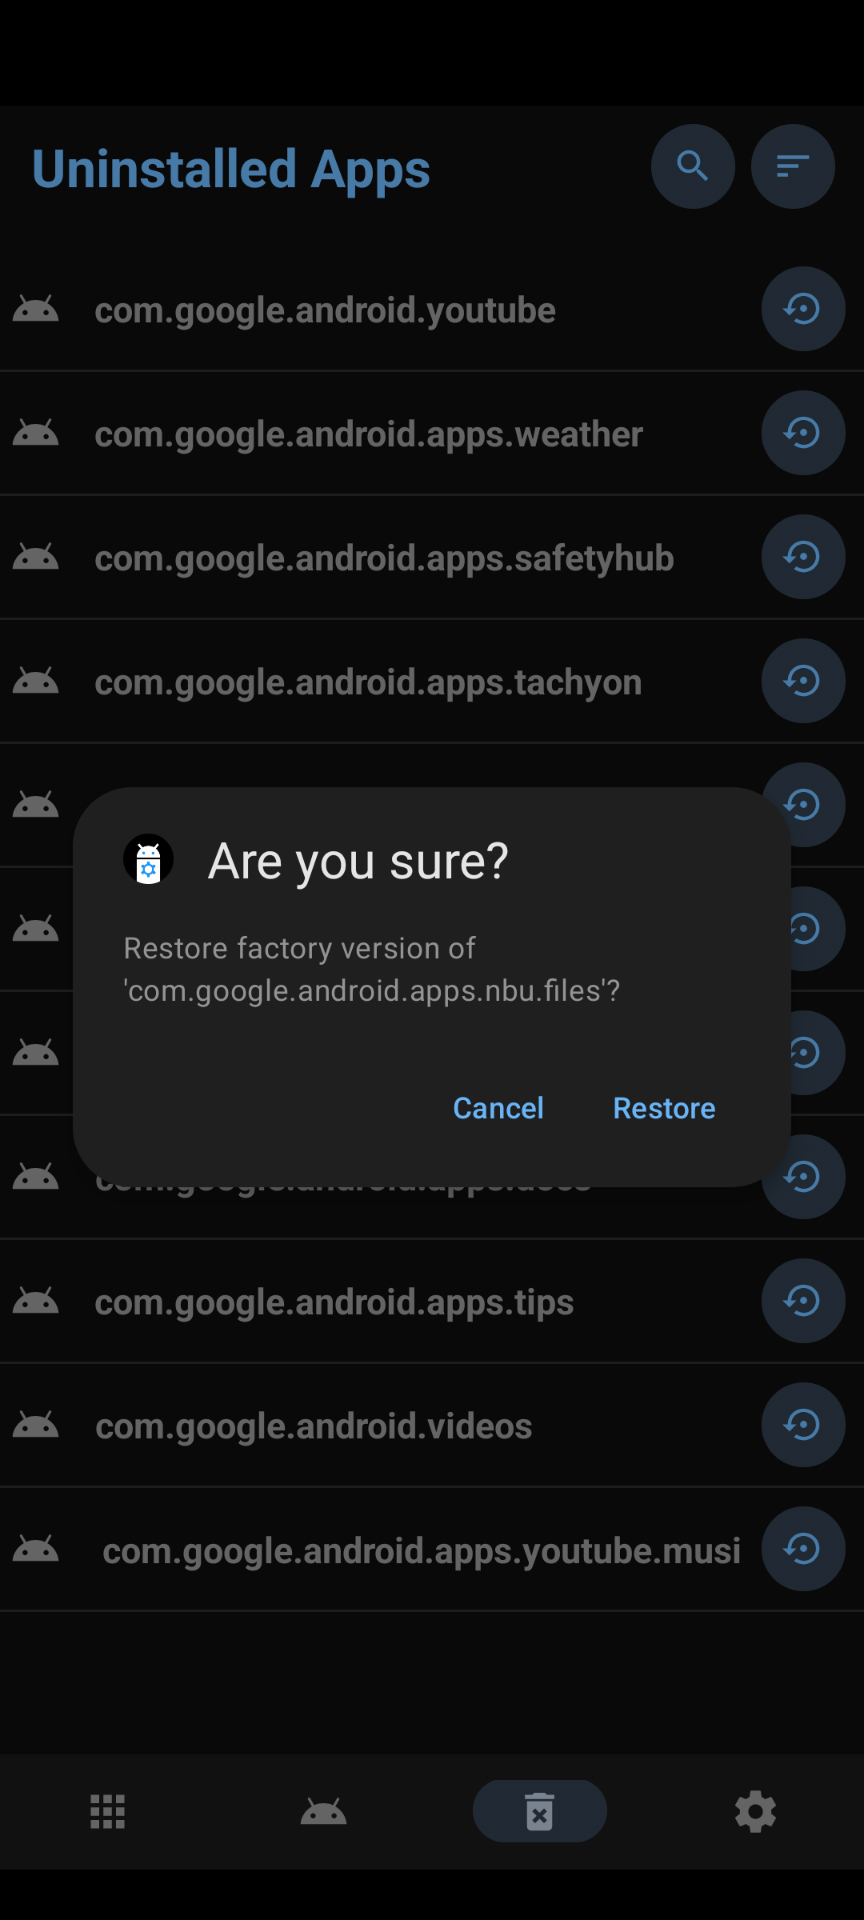 Uninstalled Apps
com.google.android.youtube
com.google.android.apps.weather
com.google.android.apps.safetyhub
com.google.android.apps.tachyon
Are you sure?
Restore factory version of
'com.google.android.apps.nbu.files'?
Cancel Restore
com.google.android.apps.tips
com.google.android.videos
com.google.android.apps.youtube.musi